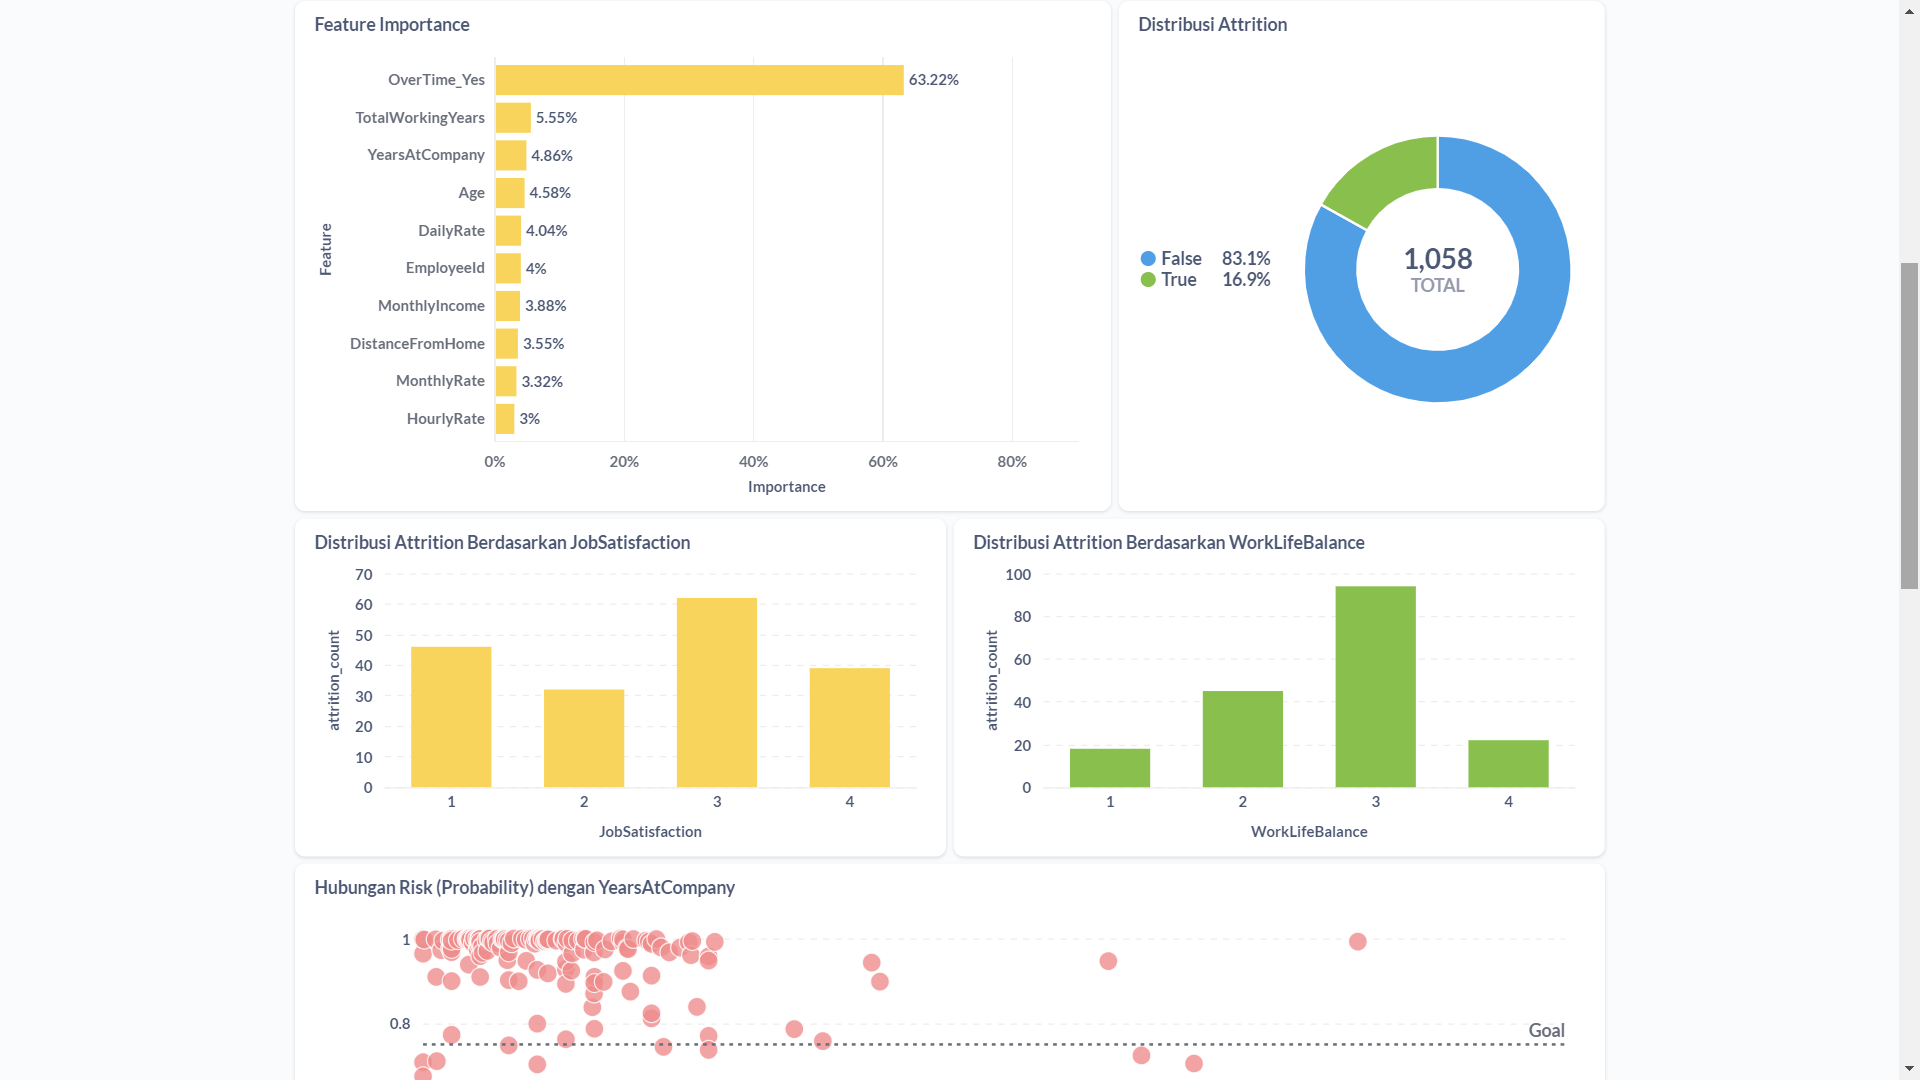 Feature Importance
Feature
OverTime_Yes 63.22%
TotalWorkingYears 5.55%
YearsAtCompany 4.86%
Age 4.58%
DailyRate 4.04%
EmployeeId 4%
MonthlyIncome 3.88%
DistanceFromHome 3.55%
MonthlyRate 3.32%
HourlyRate 3%
0% 20% 40% 60% 80%
Importance
Distribusi Attrition
False 83.1%
True 16.9%
1,058
TOTAL
Distribusi Attrition Berdasarkan JobSatisfaction
attrition_count
70
60
50
40
30
20
10
0
1 2 3 4
JobSatisfaction
Distribusi Attrition Berdasarkan WorkLifeBalance
attrition_count
100
80
60
40
20
0
1 2 3 4
WorkLifeBalance
Hubungan Risk (Probability) dengan YearsAtCompany
1
0.8
Goal